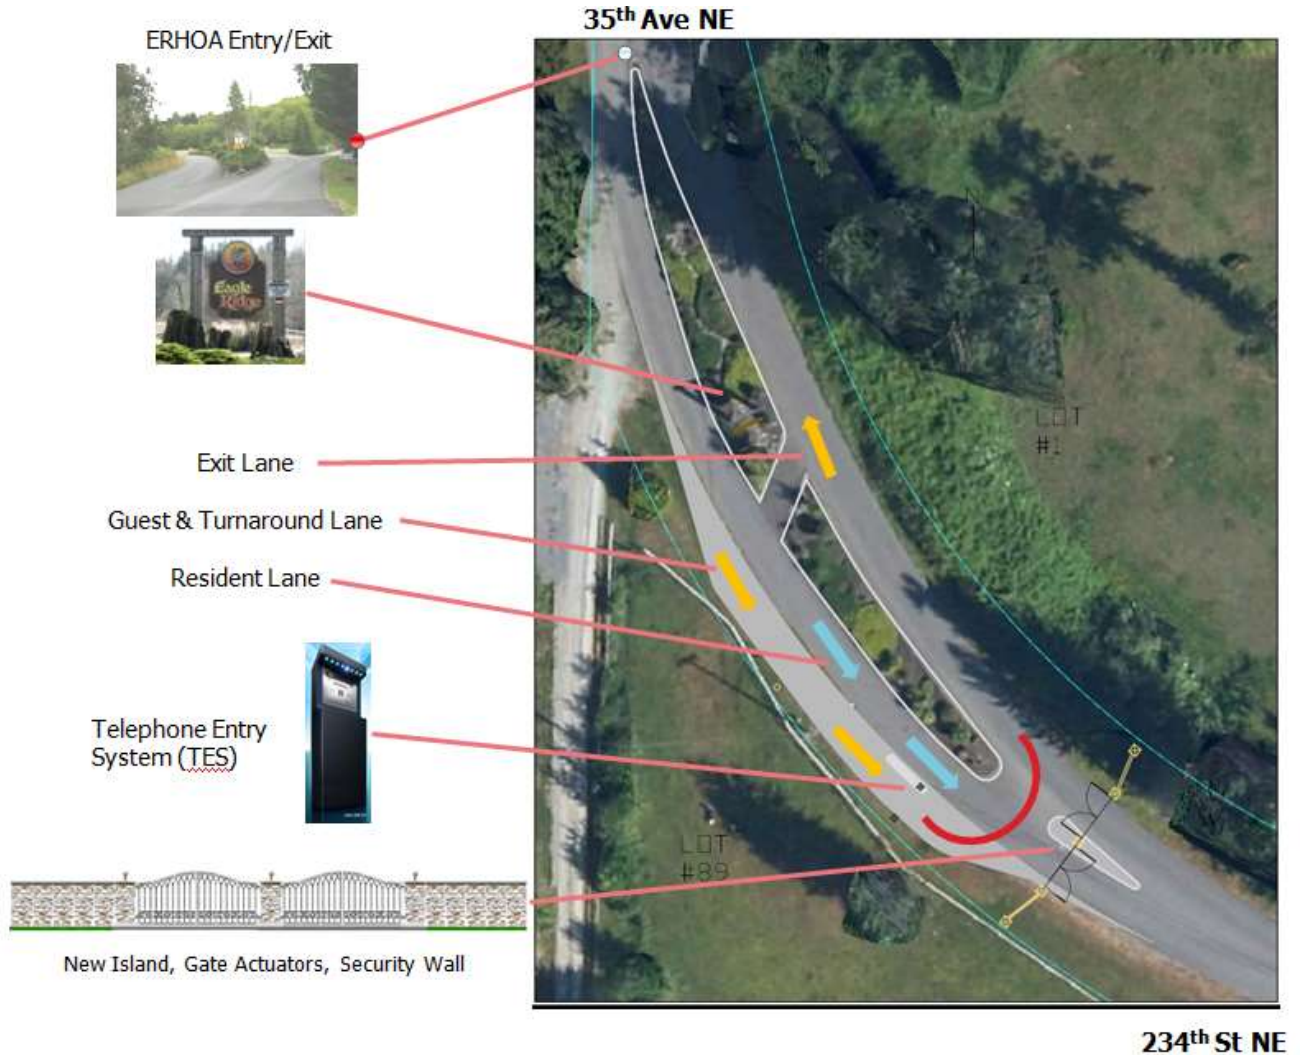 35th Ave NE
ERHOA Entry/Exit
Eagle
Ridge
LOT
#1
Exit Lane
Guest & Turnaround Lane
Resident Lane
Telephone Entry
System (TES)
LOT
#89
New Island, Gate Actuators, Security Wall
234th St NE